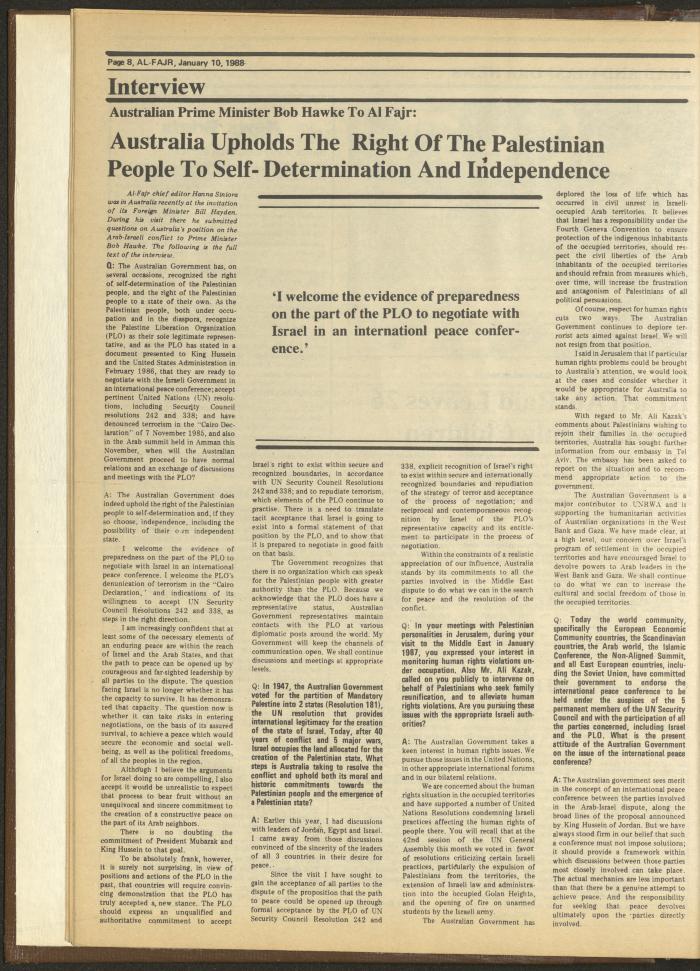 Page 8, AL-FAJR, January 10, 1988
Interview
Australian Prime Minister Bob Hawke To Al Fajr:
Australia Upholds The Right Of The Palestinian
People To Self- Determination And Independence
Al-Fajr chief editor Hanna Siniora
was in Australia recently at the invitation
of its Foreign Minister Bill Hayden.
During his visit there he submitted
questions on Australia's position on the
Arab-Israeli conflict to Prime Minister
Bob Hawke. The following is the full
text of the interview.
Q: The Australian Government has, on
several occasions, recognized the right
of self-determination of the Palestinian
people, and the right of the Palestinian
people to a state of their own. As the
Palestinian people, both under occu-
pation and in the diaspora, recognize
the Palestine Liberation Organization
(PLO) as their sole legitimate represen-
tative, and as the PLO has stated in a
document presented to King Hussein
and the United States Administration in
February 1986, that they are ready to
negotiate with the Israeli Government in
an international peace conference; accept
pertinent United Nations (UN) resolu-
tions, including Security Council
resolutions 242 and 338; and have
denounced terrorism in the "Cairo Dec-
laration" of 7 November 1985, and also
in the Arab summit held in Amman this
November, when will the Australian
Government proceed to have normal
relations and an exchange of discussions
and meetings with the PLO?
A: The Australian Government does
indeed uphold the right of the Palestinian
people to self-determination and, if they
so choose, independence, including the
possibility of their own independent
state.
I welcome the evidence of
preparedness on the part of the PLO to
negotiate with Israel in an international
peace conference. I welcome the PLO's
denunication of terrorism in the "Cairo
Declaration," and indications of its
willingness to accept UN Security
Council Resolutions 242 and 338, as
steps in the right direction.
I am increasingly confident that at
least some of the necessary elements of
an enduring peace are within the reach
of Israel and the Arab States, and that
the path to peace can be opened up by
courageous and far-sighted leadership by
all parties to the dispute. The question
facing Israel is no longer whether it has
the capacity to survive. It has demonstra-
ted that capacity. The question now is
whether it can take risks in entering
negotiations, on the basis of its assured
survival, to achieve a peace which would
secure the economic and social well-
being, as well as the political freedoms,
of all the peoples in the region.
Although I believe the arguments
for Israel doing so are compelling, I also
accept it would be unrealistic to expect
that process to bear fruit without an
unequivocal and sincere commitment to
the creation of a constructive peace on
the part of its Arab neighbors.
There is no doubting the
commitment of President Mubarak and
King Hussein to that goal.
To be absolutely frank, however,
it is surely not surprising, in view of
positions and actions of the PLO in the
past, that countries will require convin-
cing demonstration that the PLO has
truly accepted a new stance. The PLO
should express an unqualified and
authoritative commitment to accept
'I welcome the evidence of preparedness
on the part of the PLO to negotiate with
Israel in an internationl peace confer-
ence.'
Israel's right to exist within secure and
recognized boundaries, in accordance
with UN Security Council Resolutions
242 and 338; and to repudiate terrorism,
which elements of the PLO continue to
practise. There is a need to translate
tacit acceptance that Israel is going to
exist into a formal statement of that
position by the PLO, and to show that
it is prepared to negotiate in good faith
on that basis.
The Government recognizes that
there is no organization which can speak
for the Palestinian people with greater
authority than the PLO. Because we
acknowledge that the PLO does have a
representative status, Australian
Government representatives maintain
contacts with the PLO at various
diplomatic posts around the world. My
Government will keep the channels of
communication open. We shall continue
discussions and meetings at appropriate
levels.
Q: In 1947, the Australian Government
voted for the partition of Mandatory
Palestine into 2 states (Resolution 181),
the UN resolution that provides
international legitimacy for the creation
of the state of Israel. Today, after 40
years of conflict and 5 major wars,
Israel occupies the land allocated for the
creation of the Palestinian state. What
steps is Australia taking to resolve the
conflict and uphold both its moral and
historic commitments towards the
Palestinian people and the emergence of
a Palestinian state?
A: Earlier this year, I had discussions
with leaders of Jordan, Egypt and Israel.
I came away from those discussions
convinced of the sincerity of the leaders
of all 3 countries in their desire for
peace.
Since the visit I have sought to
gain the acceptance of all parties to the
dispute of the proposition that the path
to peace could be opened up through
formal acceptance by the PLO of UN
Security Council Resolution 242 and
338, explicit recognition of Israel's right
to exist within secure and internationally
recognized boundaries and repudiation
of the strategy of terror and acceptance
of the process of negotiation; and
reciprocal and contemporaneous recog-
nition by Israel of the PLO's
representative capacity and its entitle-
ment to participate in the process of
negotiation.
Within the constraints of a realistic
appreciation of our influence, Australia
stands by its commitments to all the
parties involved in the Middle East
dispute to do what we can in the search
for peace and the resolution of the
conflict.
Q: In your meetings with Palestinian
personalities in Jerusalem, during your
visit to the Middle East in January
1987, you expressed your interest in
monitoring human rights violations un-
der occupation. Also Mr. Ali Kazak,
called on you publicly to intervene on
behalf of Palestinians who seek family
reunification, and to alleviate human
rights violations. Are you pursuing these
issues with the appropriate Israeli auth-
orities?
A: The Australian Government takes a
keen interest in human rights issues. We
pursue those issues in the United Nations,
in other appropriate international forums
and in our bilateral relations.
We are concerned about the human
rights situation in the occupied territories
and have supported a number of United
Nations Resolutions condemning Israeli
practices affecting the human rights of
people there. You will recall that at the
42nd session of the UN General
Assembly this month we voted in favor
of resolutions criticizing certain Israeli
practices, particularly the expulsion of
Palestinians from the territories, the
extension of Israeli law and administra-
tion into the occupied Golan Heights,
and the opening of fire on unarmed
students by the Israeli army.
The Australian Government has
deplored the loss of life which has
occurred in civil unrest in Israeli-
occupied Arab territories. It believes
that Israel has a responsibility under the
Fourth Geneva Convention to ensure
protection of the indigenous inhabitants
of the occupied territories, should res-
pect the civil liberties of the Arab
inhabitants of the occupied territories
and should refrain from measures which,
over time, will increase the frustration
and antagonism of Palestinians of all
political persuasions.
Of course, respect for human rights
cuts two ways. The Australian
Government continues to deplore ter-
rorist acts aimed against Israel. We will
not resign from that position.
I said in Jerusalem that if particular
human rights problems could be brought
to Australia's attention, we would look
at the cases and consider whether it
would be appropriate for Australia to
take any action. That commitment
stands.
With regard to Mr. Ali Kazak's
comments about Palestinians wishing to
rejoin their families in the occupied
territories, Australia has sought further
information from our embassy in Tel
Aviv. The embassy has been asked to
report on the situation and to recom-
mend appropriate action to the
government.
The Australian Government is a
major contributor to UNRWA and is
supporting the humanitarian activities
of Australian organizations in the West
Bank and Gaza. We have made clear, at
a high level, our concern over Israel's
program of settlement in the occupied
territories and have encouraged Israel to
devolve powers to Arab leaders in the
West Bank and Gaza. We shall continue
to do what we can to increase the
cultural and social freedom of those in
the occupied territories.
Q: Today the world community,
specifically the European Economic
Community countries, the Scandinavian
countries, the Arab world, the Islamic
Conference, the Non-Aligned Summit,
and all East European countries, inclu-
ding the Soviet Union, have committed
their government to endorse the
international peace conference to be
held under the auspices of the 5
permanent members of the UN Security
Council and with the participation of all
the parties concerned, including Israel
and the PLO. What is the present
attitude of the Australian Government
on the issue of the international peace
conference?
A: The Australian government sees merit
in the concept of an international peace
conference between the parties involved
in the Arab-Israel dispute, along the
broad lines of the proposal announced
by King Hussein of Jordan. But we have
always stood firm in our belief that such
a conference must not impose solutions;
it should provide a framework within
which discussions between those parties
most closely involved can take place.
The actual mechanics are less important
than that there be a genuine attempt to
achieve peace. And the responsibility
for seeking that peace devolves
ultimately upon the parties directly
involved.